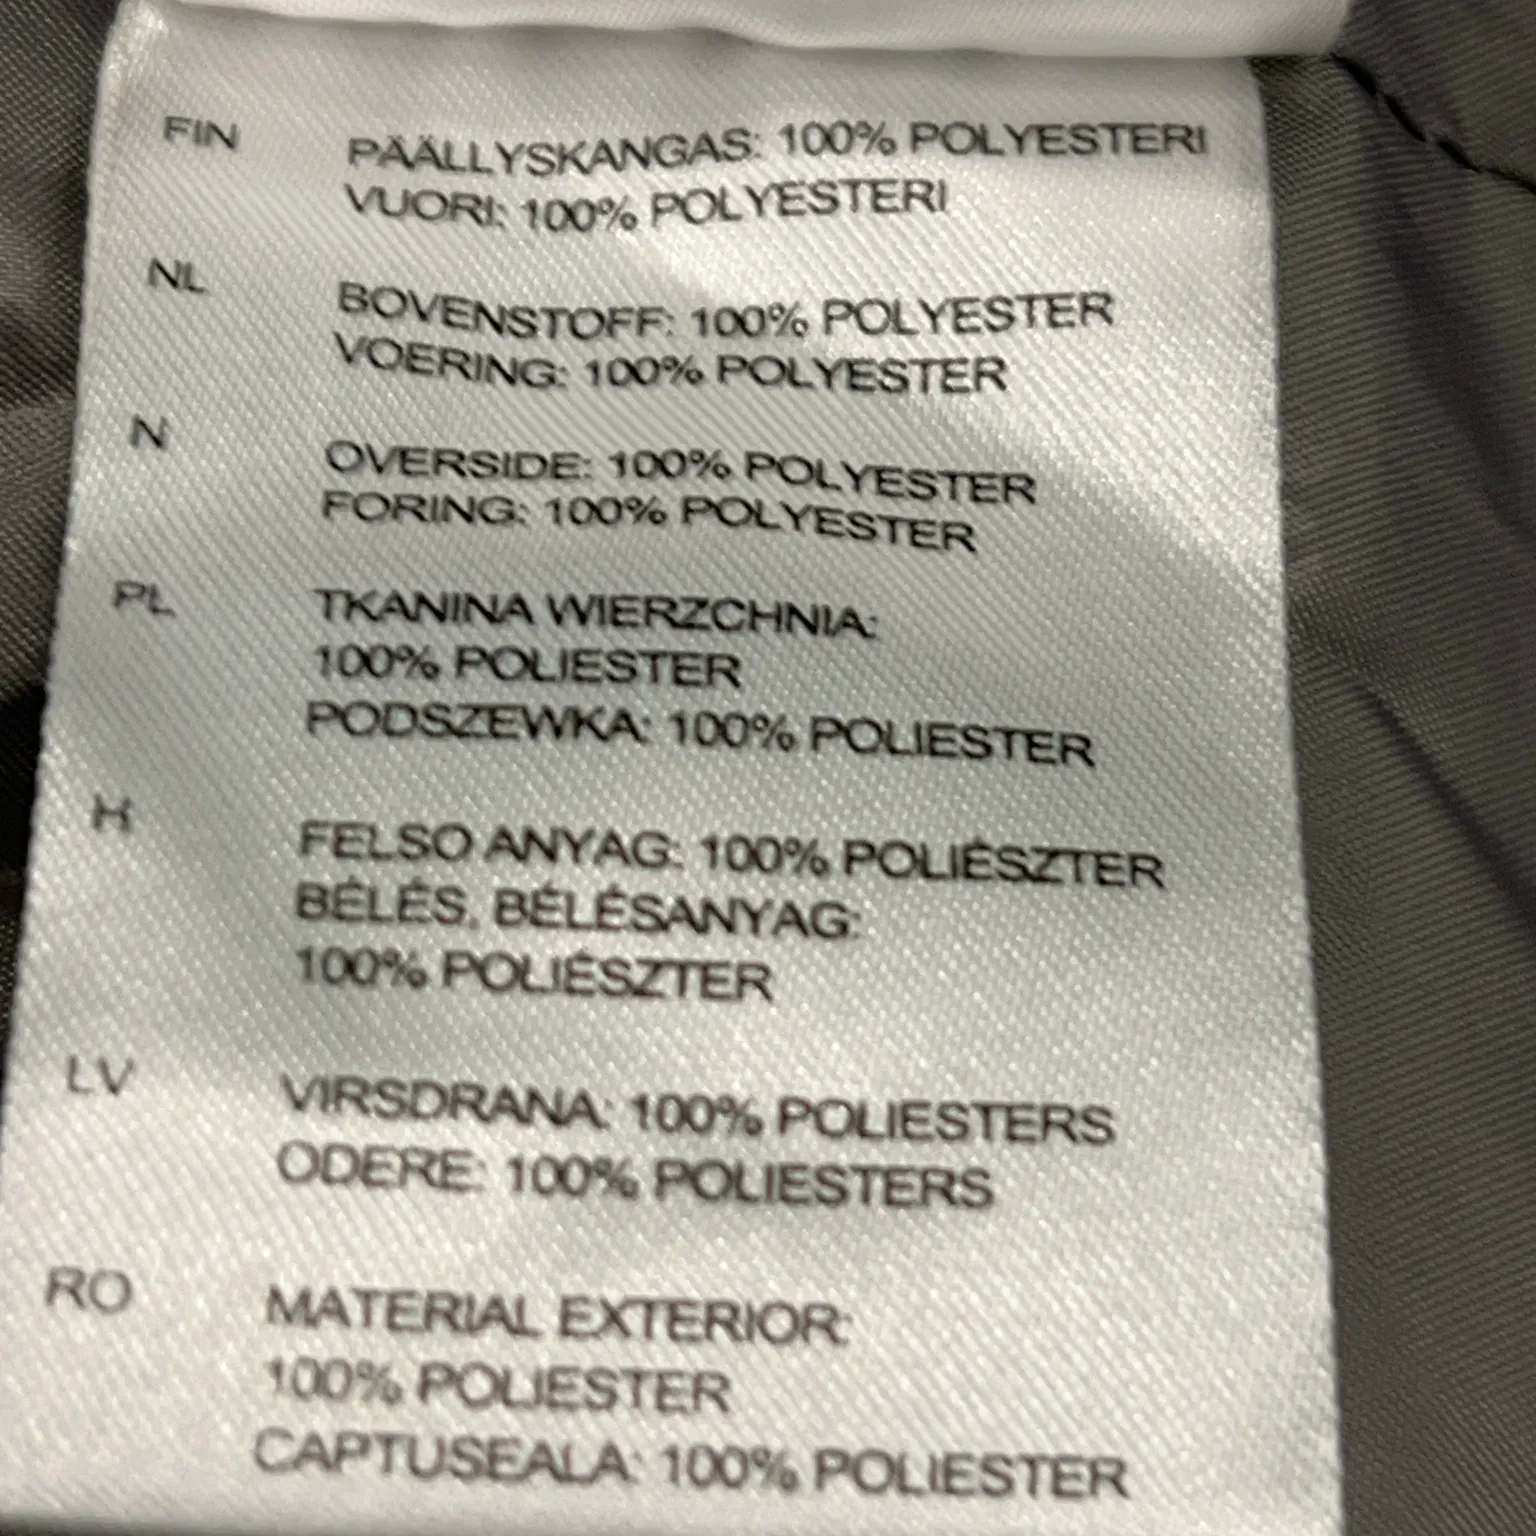 FIN PÄÄLLYSKANGAS: 100% POLYESTERI
VUORI: 100% POLYESTERI
NL BOVENSTOFF: 100% POLYESTER
VOERING: 100% POLYESTER
N OVERSIDE: 100% POLYESTER
FORING: 100% POLYESTER
PL TKANINA WIERZCHNIA:
100% POLIESTER
PODSZEWKA: 100% POLIESTER
H FELSO ANYAG: 100% POLIÉSZTER
BÉLÉS, BÉLÉSANYAG:
100% POLIÉSZTER
LV VIRSDRANA: 100% POLIESTERS
ODERE: 100% POLIESTERS
RO MATERIAL EXTERIOR:
100% POLIESTER
CAPTUSEALA: 100% POLIESTER